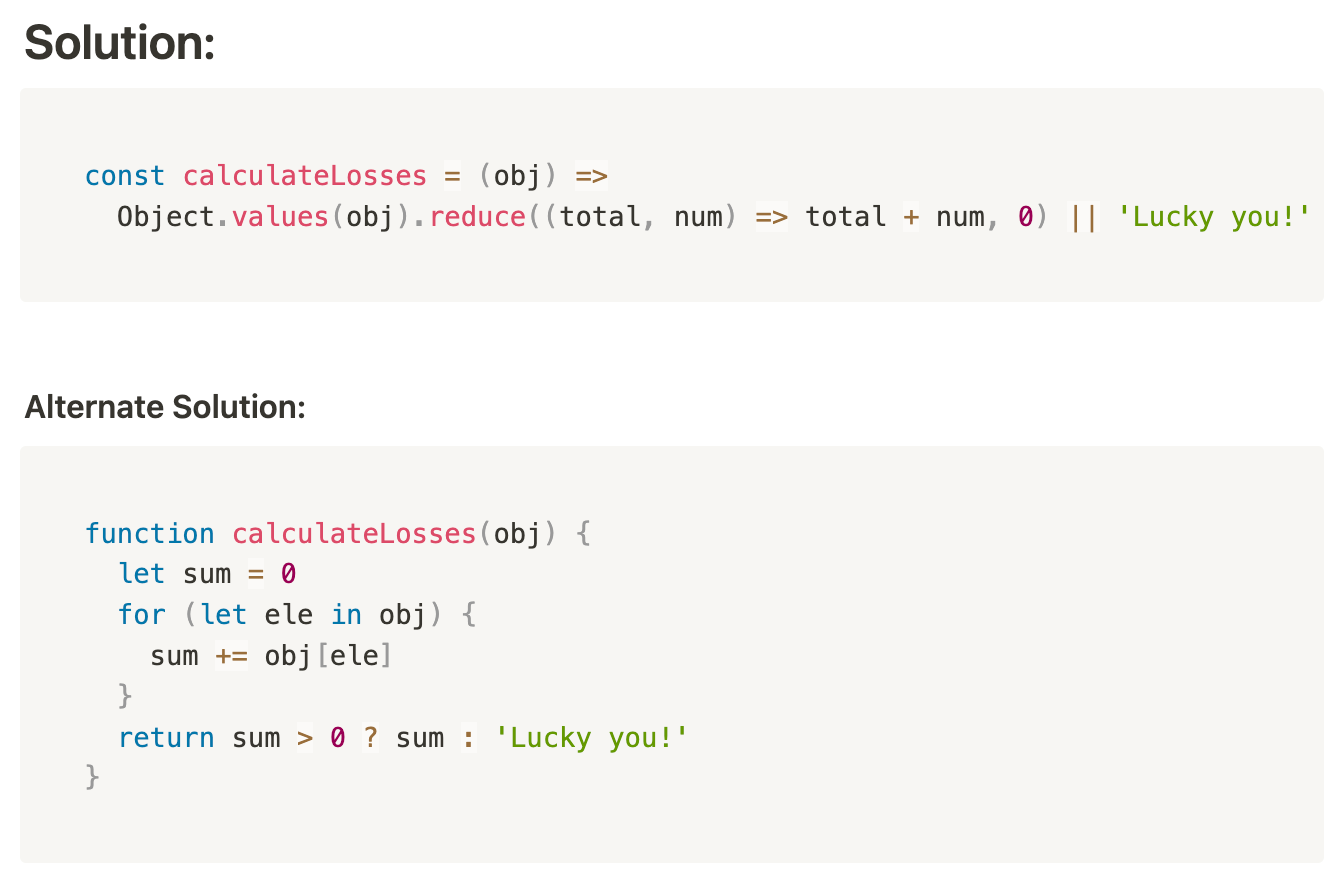 Solution:
const calculateLosses = (obj) =>
  Object.values(obj).reduce((total, num) => total + num, 0) || 'Lucky you!'
Alternate Solution:
function calculateLosses(obj) {
  let sum = 0
  for (let ele in obj) {
    sum += obj[ele]
  }
  return sum > 0 ? sum : 'Lucky you!'
}